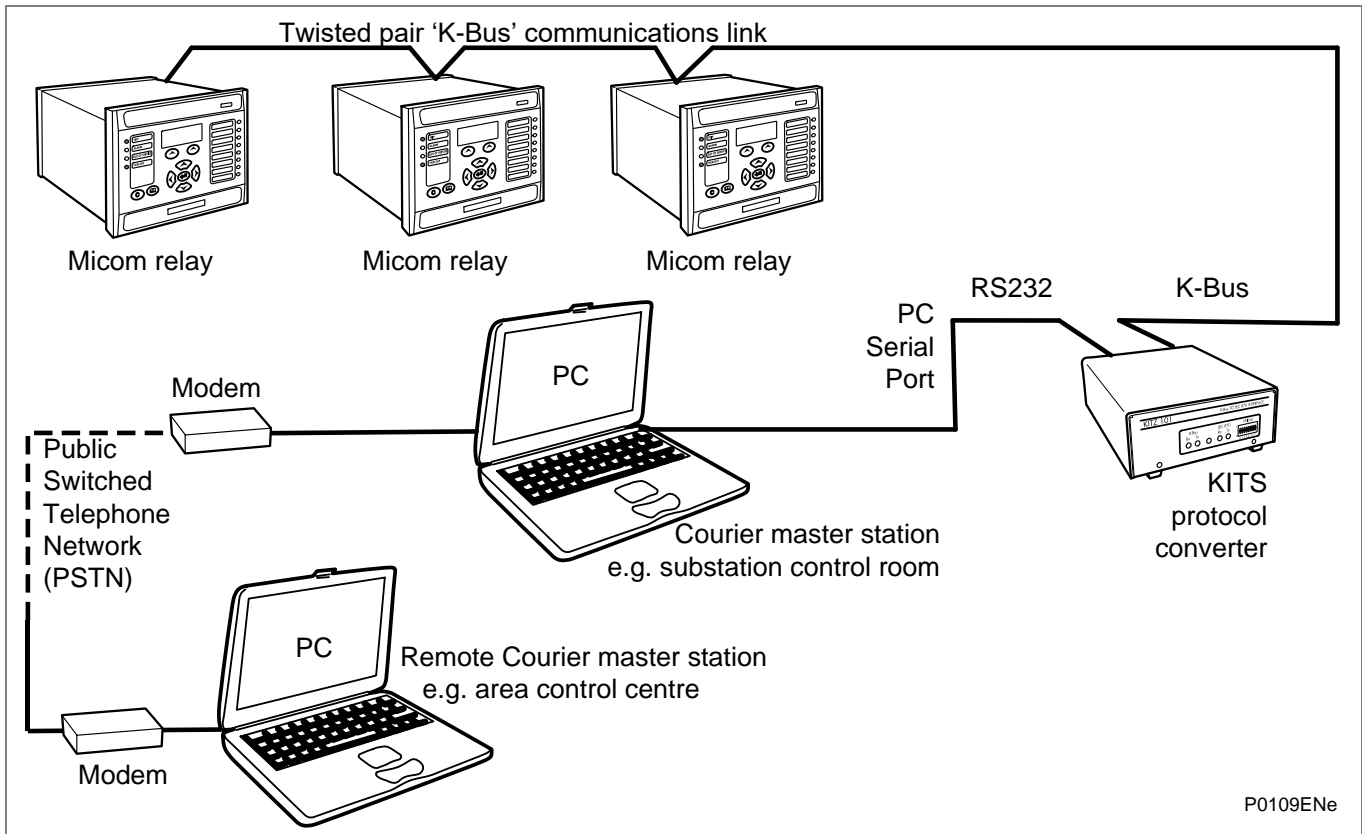 Twisted pair ‘K-Bus’ communications link
Micom relay
Micom relay
Micom relay
RS232
K-Bus
PC
Serial
Port
PC
Modem
Public
Switched
Telephone
Network
(PSTN)
KITZ 101
KITS
protocol
converter
Courier master station
e.g. substation control room
PC
Remote Courier master station
e.g. area control centre
Modem
P0109ENe